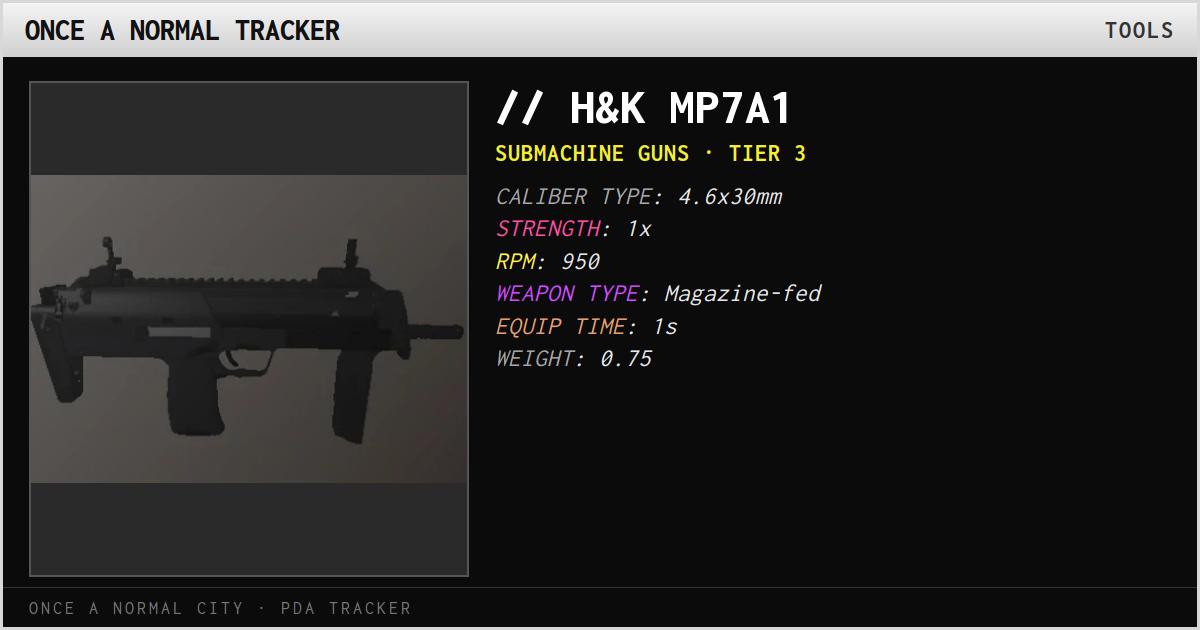 ONCE A NORMAL TRACKER
TOOLS
// H&K MP7A1
SUBMACHINE GUNS · TIER 3
CALIBER TYPE: 4.6x30mm
STRENGTH: 1x
RPM: 950
WEAPON TYPE: Magazine-fed
EQUIP TIME: 1s
WEIGHT: 0.75
ONCE A NORMAL CITY · PDA TRACKER